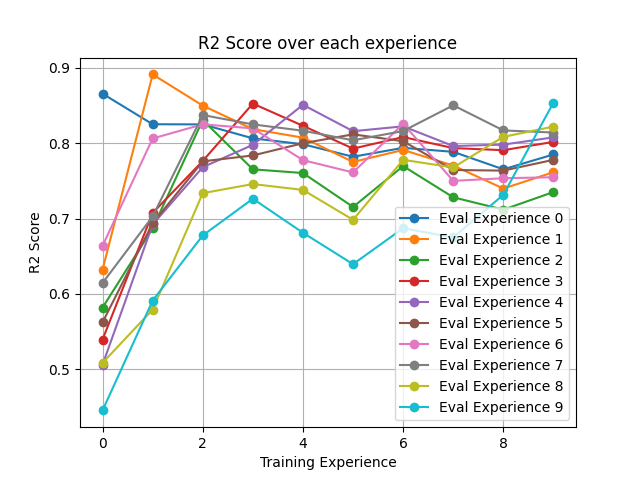 R2 Score over each experience
0.9
0.8
0.7
0.6
0.5
R2 Score
0
2
4
6
8
Training Experience
Eval Experience 0
Eval Experience 1
Eval Experience 2
Eval Experience 3
Eval Experience 4
Eval Experience 5
Eval Experience 6
Eval Experience 7
Eval Experience 8
Eval Experience 9